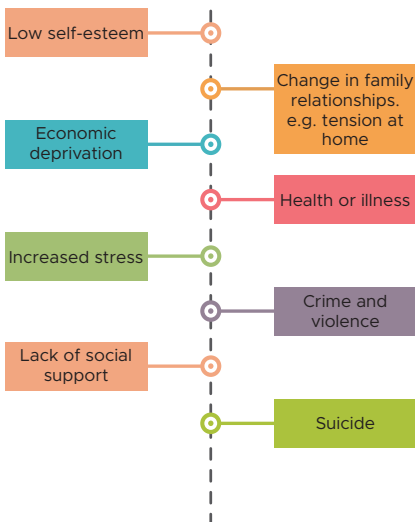 Low self-esteem
Change in family
relationships.
e.g. tension at
home
Economic
deprivation
Health or illness
Increased stress
Crime and
violence
Lack of social
support
Suicide